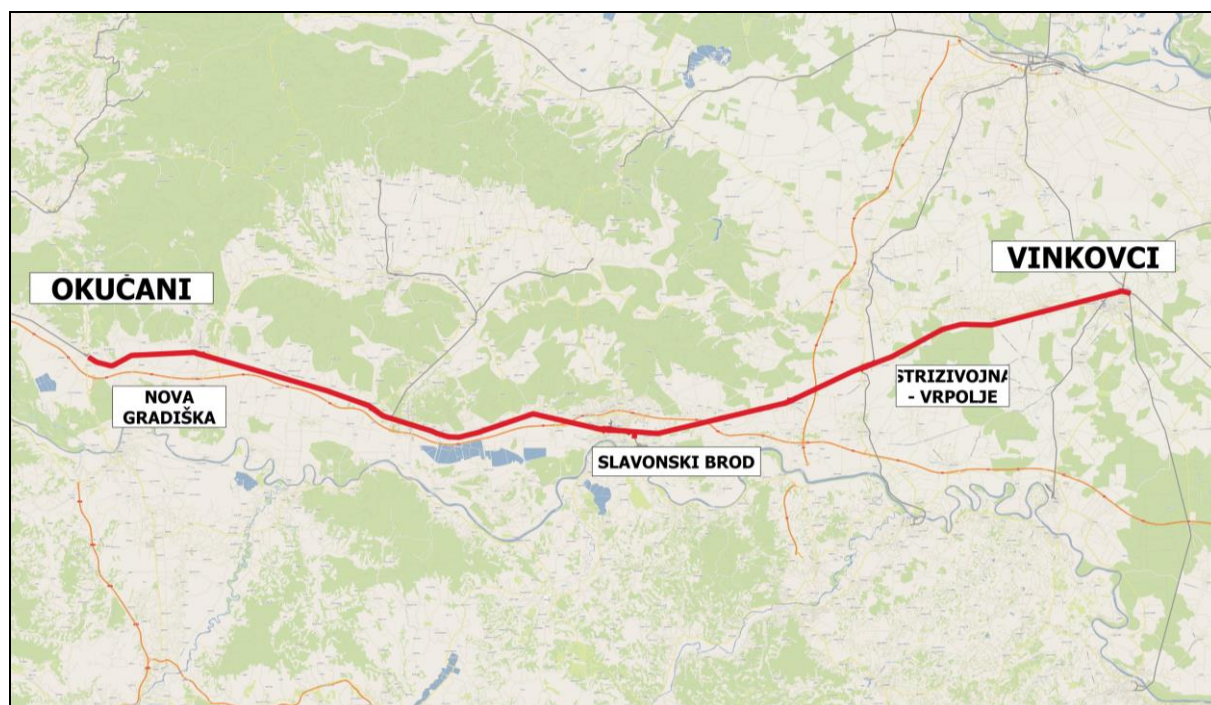 OKUČANI
VINKOVCI
NOVA
GRADIŠKA
STRIZIVOJNA
- VRPOLJE
SLAVONSKI BROD